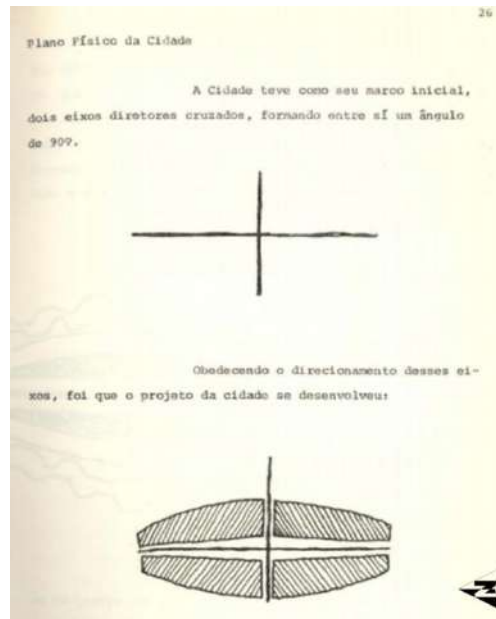 26
Plano Físico da Cidade
A Cidade teve como seu marco inicial,
dois eixos diretores cruzados, formando entre sí um ângulo
de 90º.
Obedecendo o direcionamento desses ei-
xos, foi que o projeto da cidade se desenvolveu: